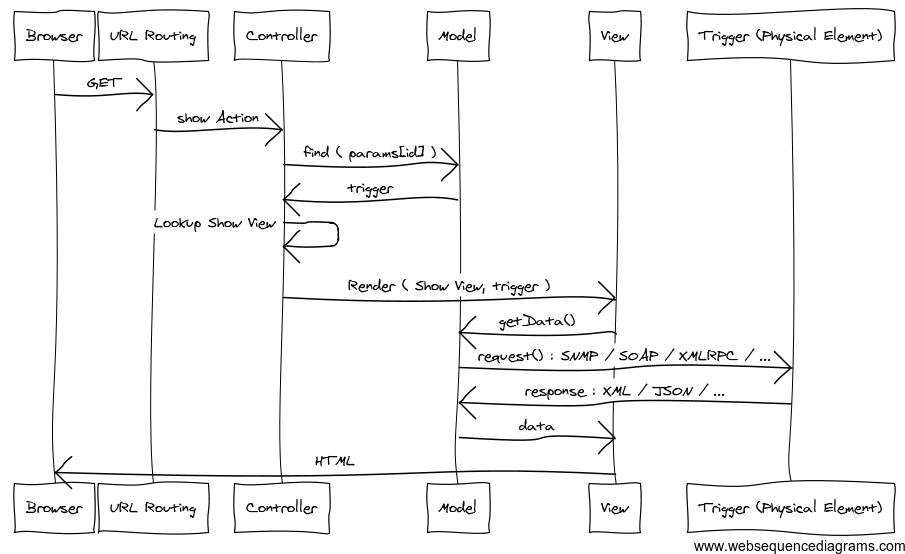 Browser
URL Routing
Controller
Model
View
Trigger (Physical Element)
GET
show Action
find ( params[id] )
trigger
Lookup Show View
Render ( Show View, trigger )
getData()
request() : SNMP / SOAP / XMLRPC / ...
response : XML / JSON / ...
data
HTML
Browser
URL Routing
Controller
Model
View
Trigger (Physical Element)
www.websequencediagrams.com